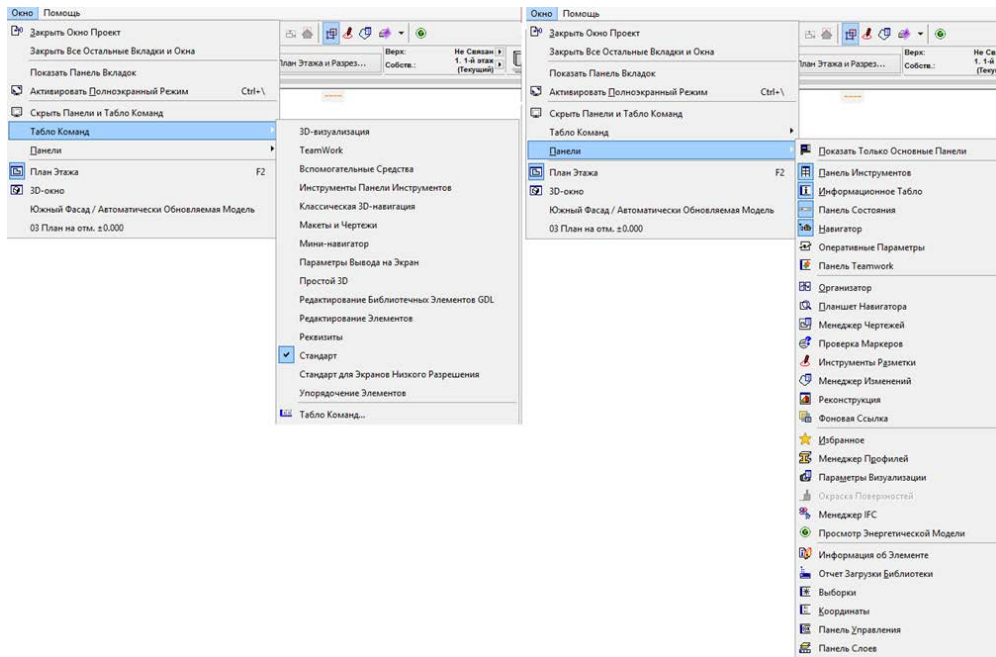 Окно Помощь
Закрыть Окно Проект
Закрыть Все Остальные Вкладки и Окна
Показать Панель Вкладок
Активировать Полноэкранный Режим Ctrl+\
Скрыть Панели и Табло Команд
Табло Команд
Панели
План Этажа F2
3D-окно
Южный Фасад / Автоматически Обновляемая Модель
03 План на отм. ±0.000
План Этажа и Разрез...
Верх: Не Связан
Собств.: 1. 1-й этаж (Текущий)
3D-визуализация
TeamWork
Вспомогательные Средства
Инструменты Панели Инструментов
Классическая 3D-навигация
Макеты и Чертежи
Мини-навигатор
Параметры Вывода на Экран
Простой 3D
Редактирование Библиотечных Элементов GDL
Редактирование Элементов
Реквизиты
Стандарт
Стандарт для Экранов Низкого Разрешения
Упорядочение Элементов
Табло Команд...
Окно Помощь
Закрыть Окно Проект
Закрыть Все Остальные Вкладки и Окна
Показать Панель Вкладок
Активировать Полноэкранный Режим Ctrl+\
Скрыть Панели и Табло Команд
Табло Команд
Панели
План Этажа F2
3D-окно
Южный Фасад / Автоматически Обновляемая Модель
03 План на отм. ±0.000
План Этажа и Разрез...
Верх: Не Св
Собств.: 1. 1-й (Теку
Показать Только Основные Панели
Панель Инструментов
Информационное Табло
Панель Состояния
Навигатор
Оперативные Параметры
Панель Teamwork
Организатор
Планшет Навигатора
Менеджер Чертежей
Проверка Маркеров
Инструменты Разметки
Менеджер Изменений
Реконструкция
Фоновая Ссылка
Избранное
Менеджер Профилей
Параметры Визуализации
Окраска Поверхностей
Менеджер IFC
Просмотр Энергетической Модели
Информация об Элементе
Отчет Загрузки Библиотеки
Выборки
Координаты
Панель Управления
Панель Слоев